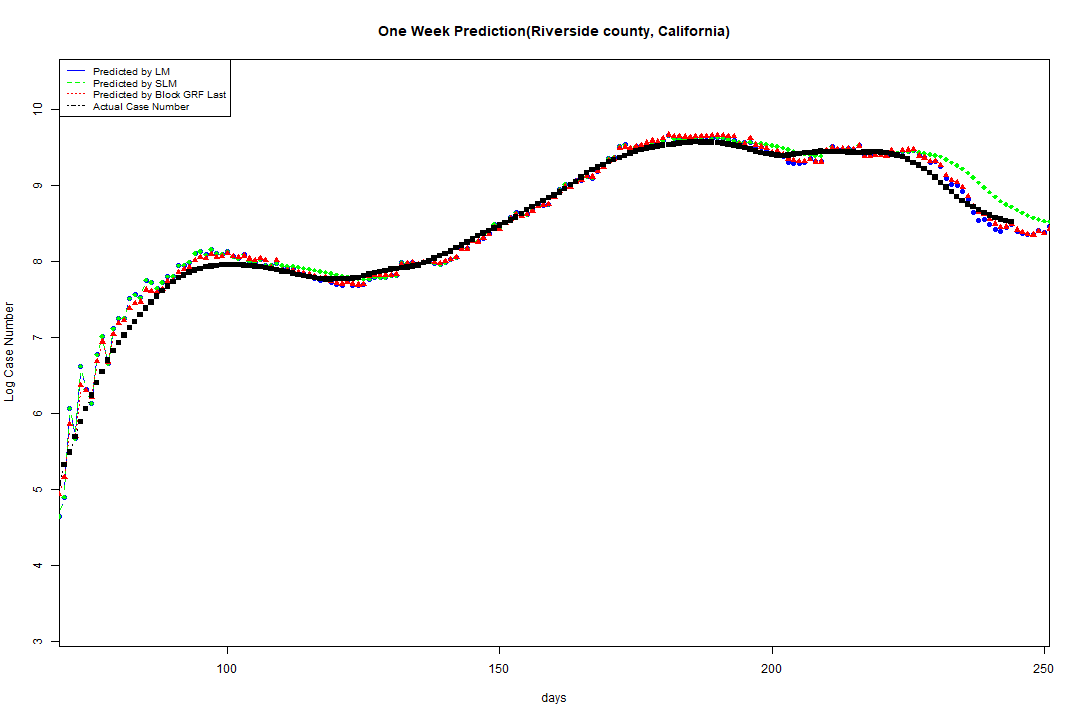 One Week Prediction(Riverside county, California)
Predicted by LM
Predicted by SLM
Predicted by Block GRF Last
Actual Case Number
10
9
8
7
6
5
4
3
Log Case Number
100 150 200 250
days